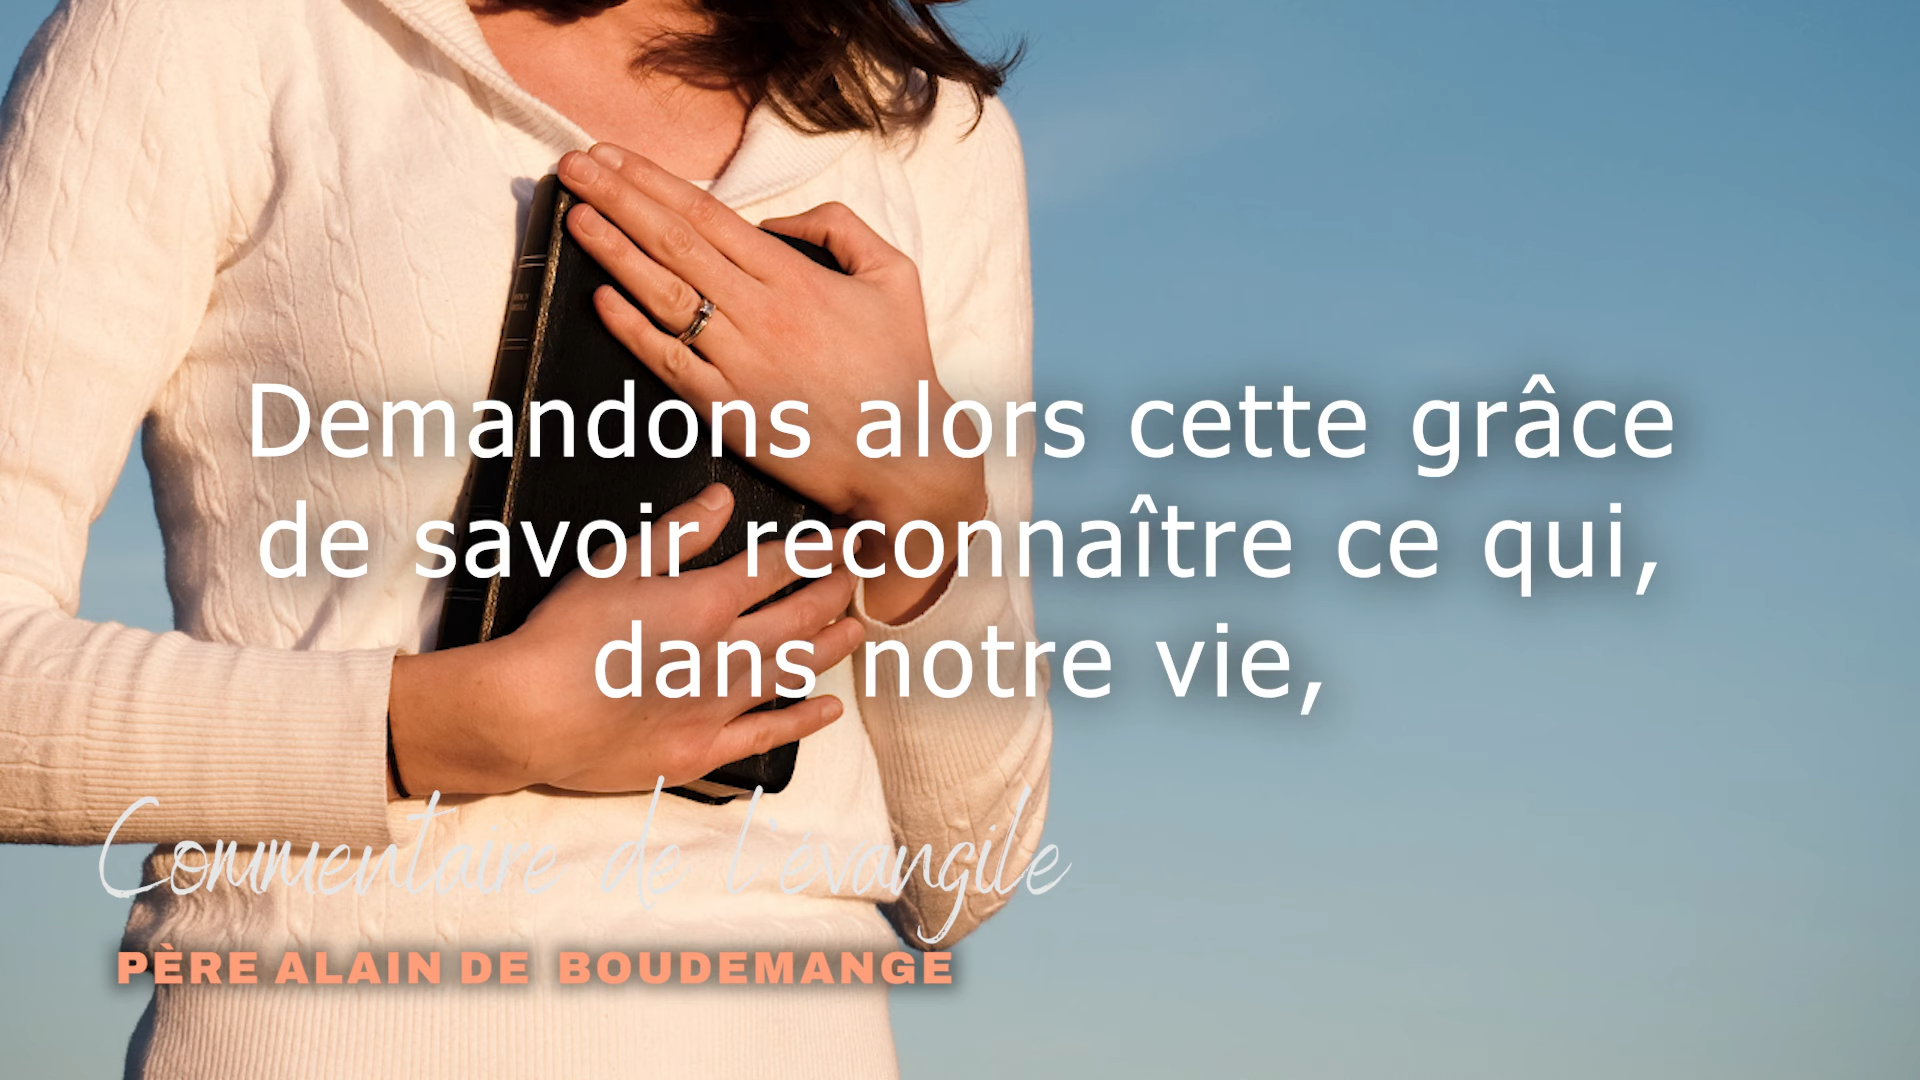 Demandons alors cette grâce
de savoir reconnaître ce qui,
dans notre vie,
Commentaire de l'évangile
PÈRE ALAIN DE BOUDEMANGE